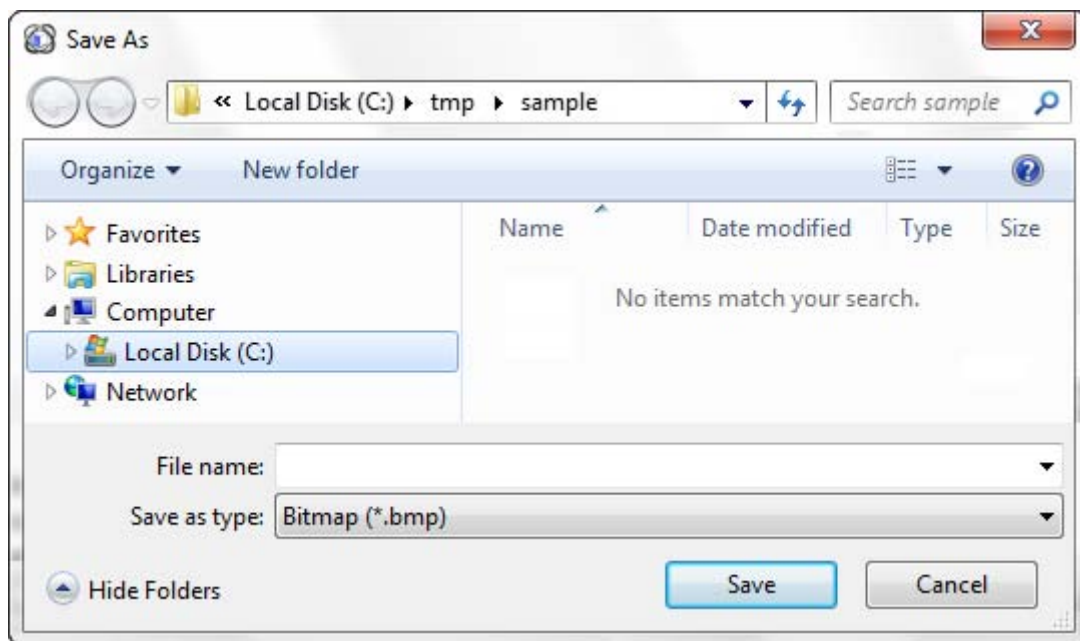 Save As
« Local Disk (C:) ▸ tmp ▸ sample Search sample
Organize New folder
Name Date modified Type Size
Favorites
Libraries
Computer
Local Disk (C:)
Network
No items match your search.
File name:
Save as type: Bitmap (*.bmp)
Hide Folders Save Cancel